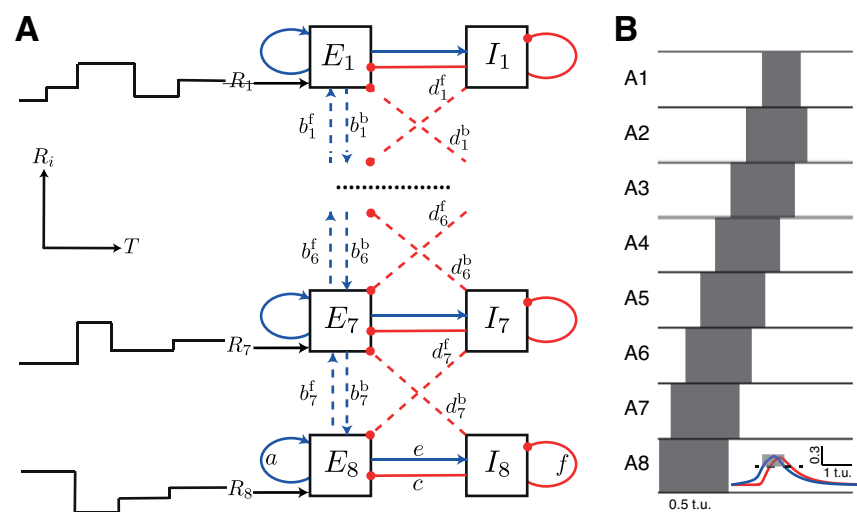 A
E₁
I₁
R₁
b₁ᶠ
b₁ᵇ
d₁ᶠ
d₁ᵇ
Rᵢ
T
b₆ᶠ
b₆ᵇ
d₆ᶠ
d₆ᵇ
E₇
I₇
R₇
b₇ᶠ
b₇ᵇ
d₇ᶠ
d₇ᵇ
a
E₈
e
c
I₈
f
R₈
B
A1
A2
A3
A4
A5
A6
A7
A8
0.3
1 t.u.
0.5 t.u.